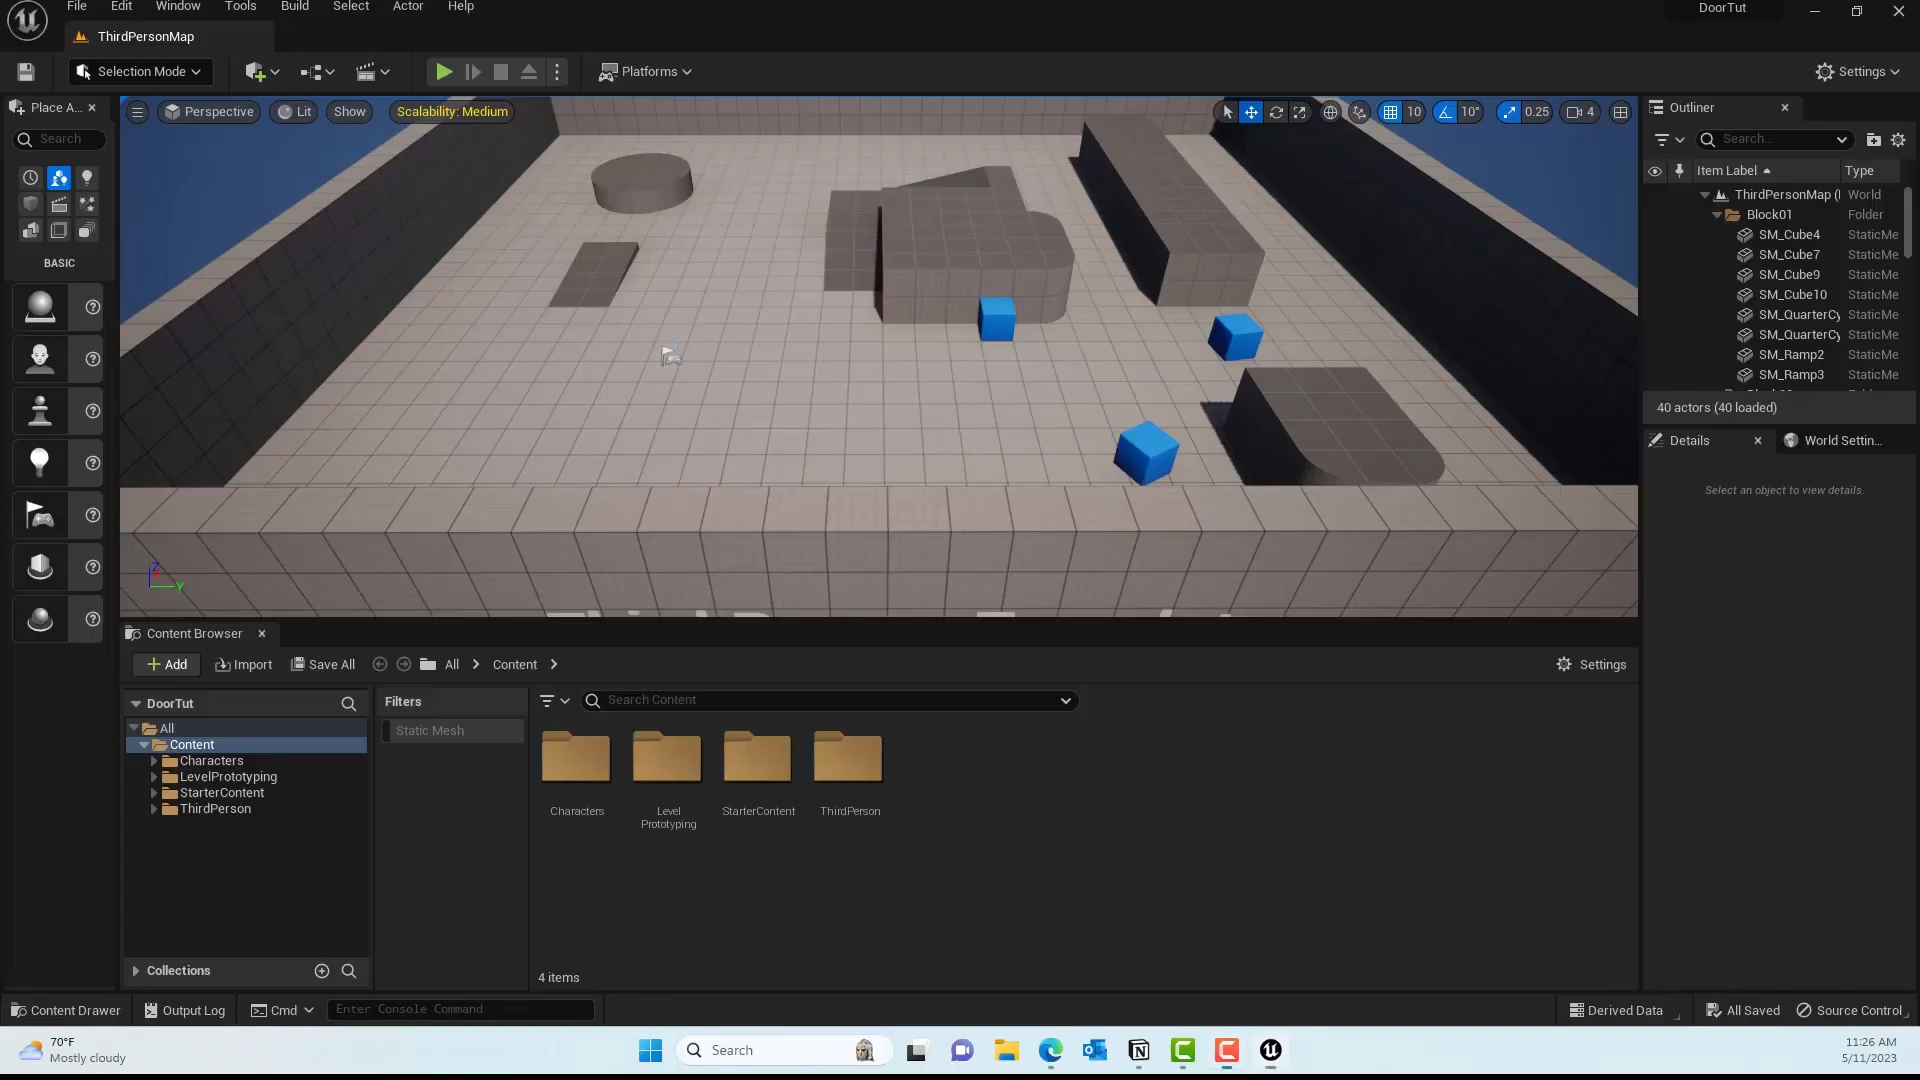 File Edit Window Tools Build Select Actor Help
DoorTut
ThirdPersonMap
Selection Mode
Platforms
Settings
Place A...
Perspective
Lit
Show
Scalability: Medium
10
10°
0.25
4
Outliner
Search
Search...
Item Label
Type
ThirdPersonMap (
World
Block01
Folder
SM_Cube4
StaticMe
SM_Cube7
StaticMe
SM_Cube9
StaticMe
SM_Cube10
StaticMe
SM_QuarterCy
StaticMe
SM_QuarterCy
StaticMe
SM_Ramp2
StaticMe
SM_Ramp3
StaticMe
BASIC
40 actors (40 loaded)
Details
World Settin...
Select an object to view details.
Z
Y
Content Browser
Add
Import
Save All
All
Content
Settings
DoorTut
Filters
Search Content
Static Mesh
All
Content
Characters
LevelPrototyping
StarterContent
ThirdPerson
Characters
Level
Prototyping
StarterContent
ThirdPerson
Collections
4 items
Content Drawer
Output Log
Cmd
Enter Console Command
Derived Data
All Saved
Source Control
70°F
Mostly cloudy
Search
11:26 AM
5/11/2023